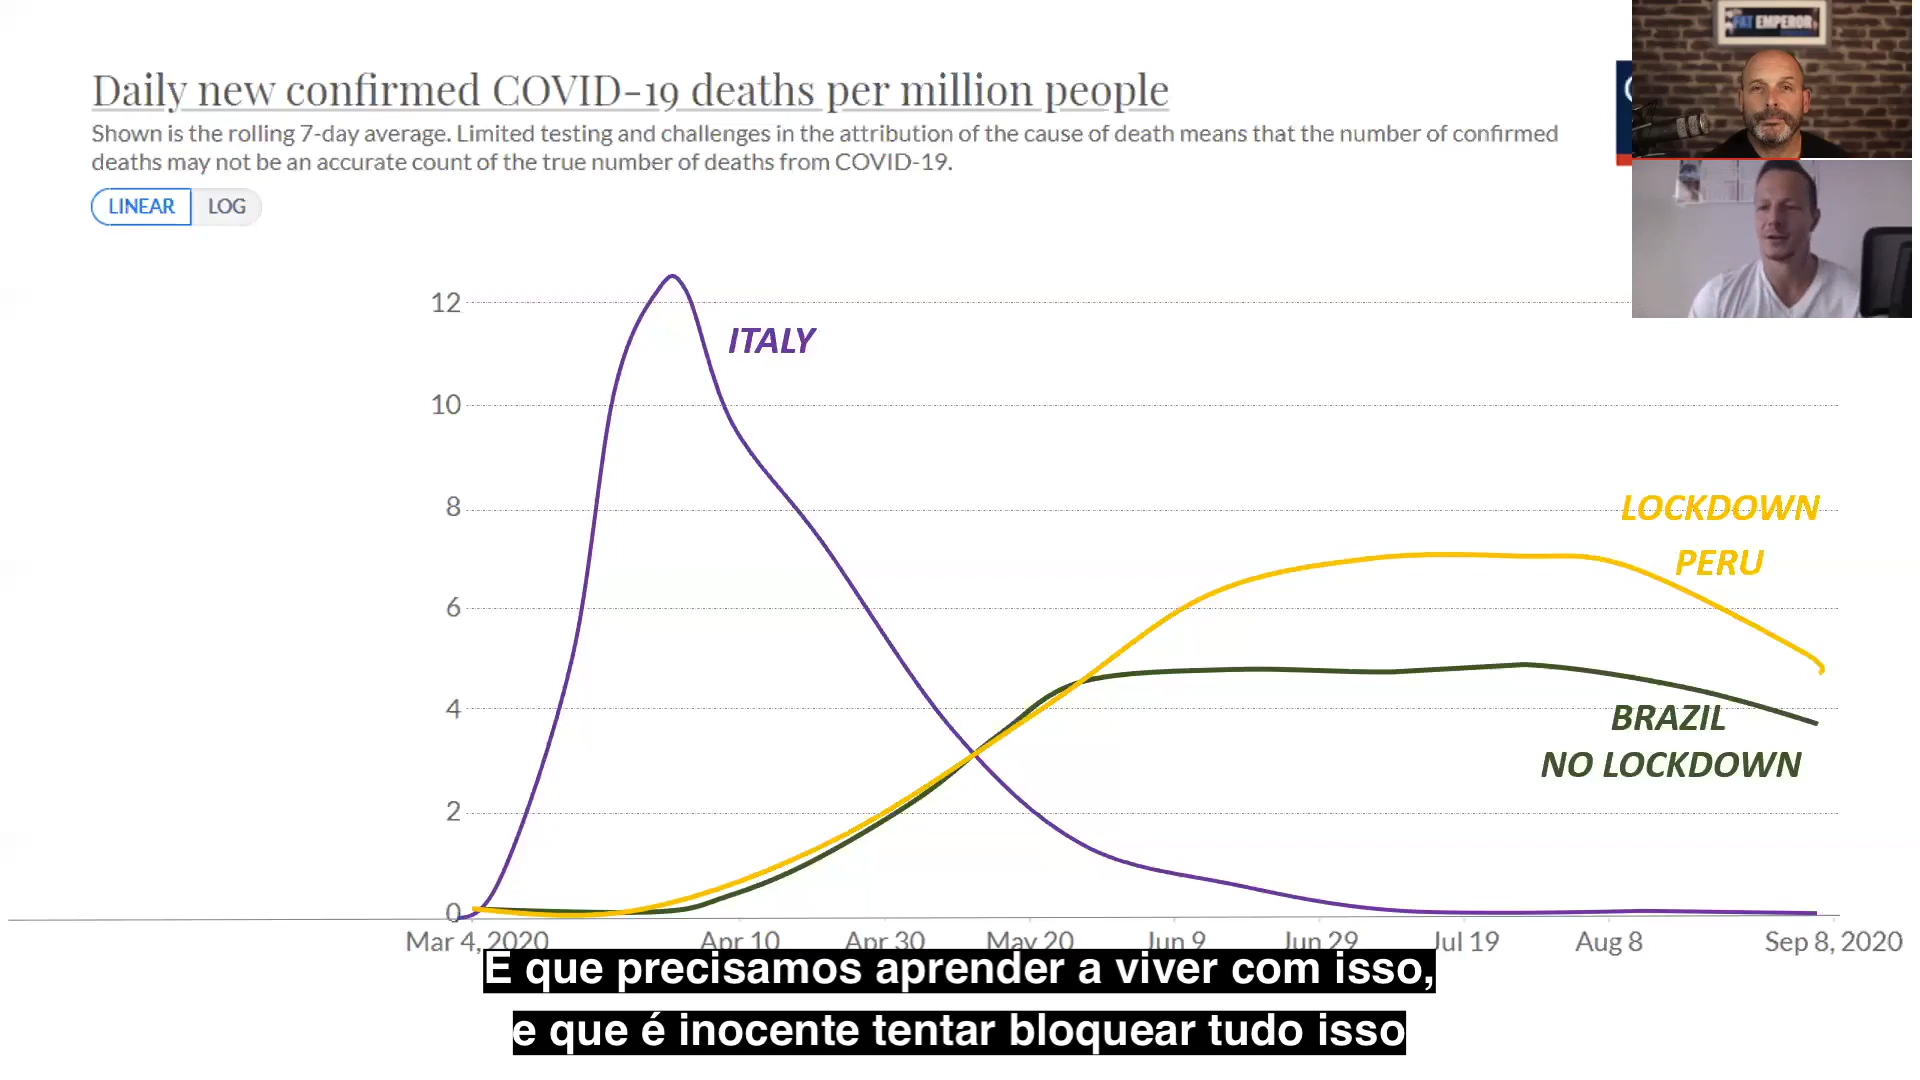 FAT EMPEROR
Daily new confirmed COVID-19 deaths per million people
Shown is the rolling 7-day average. Limited testing and challenges in the attribution of the cause of death means that the number of confirmed
deaths may not be an accurate count of the true number of deaths from COVID-19.
LINEAR LOG
12
ITALY
10
8
LOCKDOWN
PERU
6
4
BRAZIL
NO LOCKDOWN
2
0
Mar 4, 2020 Apr 10 Apr 30 May 20 Jun 9 Jun 29 Jul 19 Aug 8 Sep 8, 2020
E que precisamos aprender a viver com isso,
e que é inocente tentar bloquear tudo isso